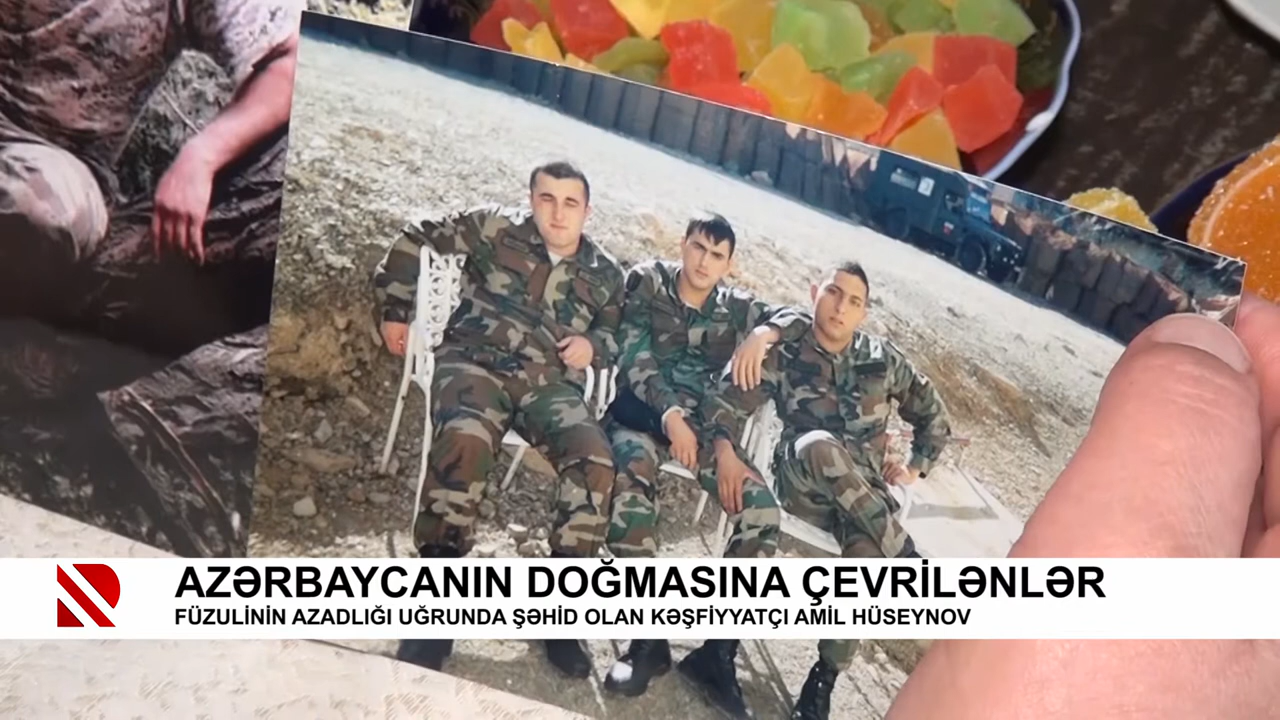 AZƏRBAYCANIN DOĞMASINA ÇEVRİLƏNLƏR
FÜZULİNİN AZADLIĞI UĞRUNDA ŞƏHİD OLAN KƏŞFİYYATÇI AMİL HÜSEYNOV